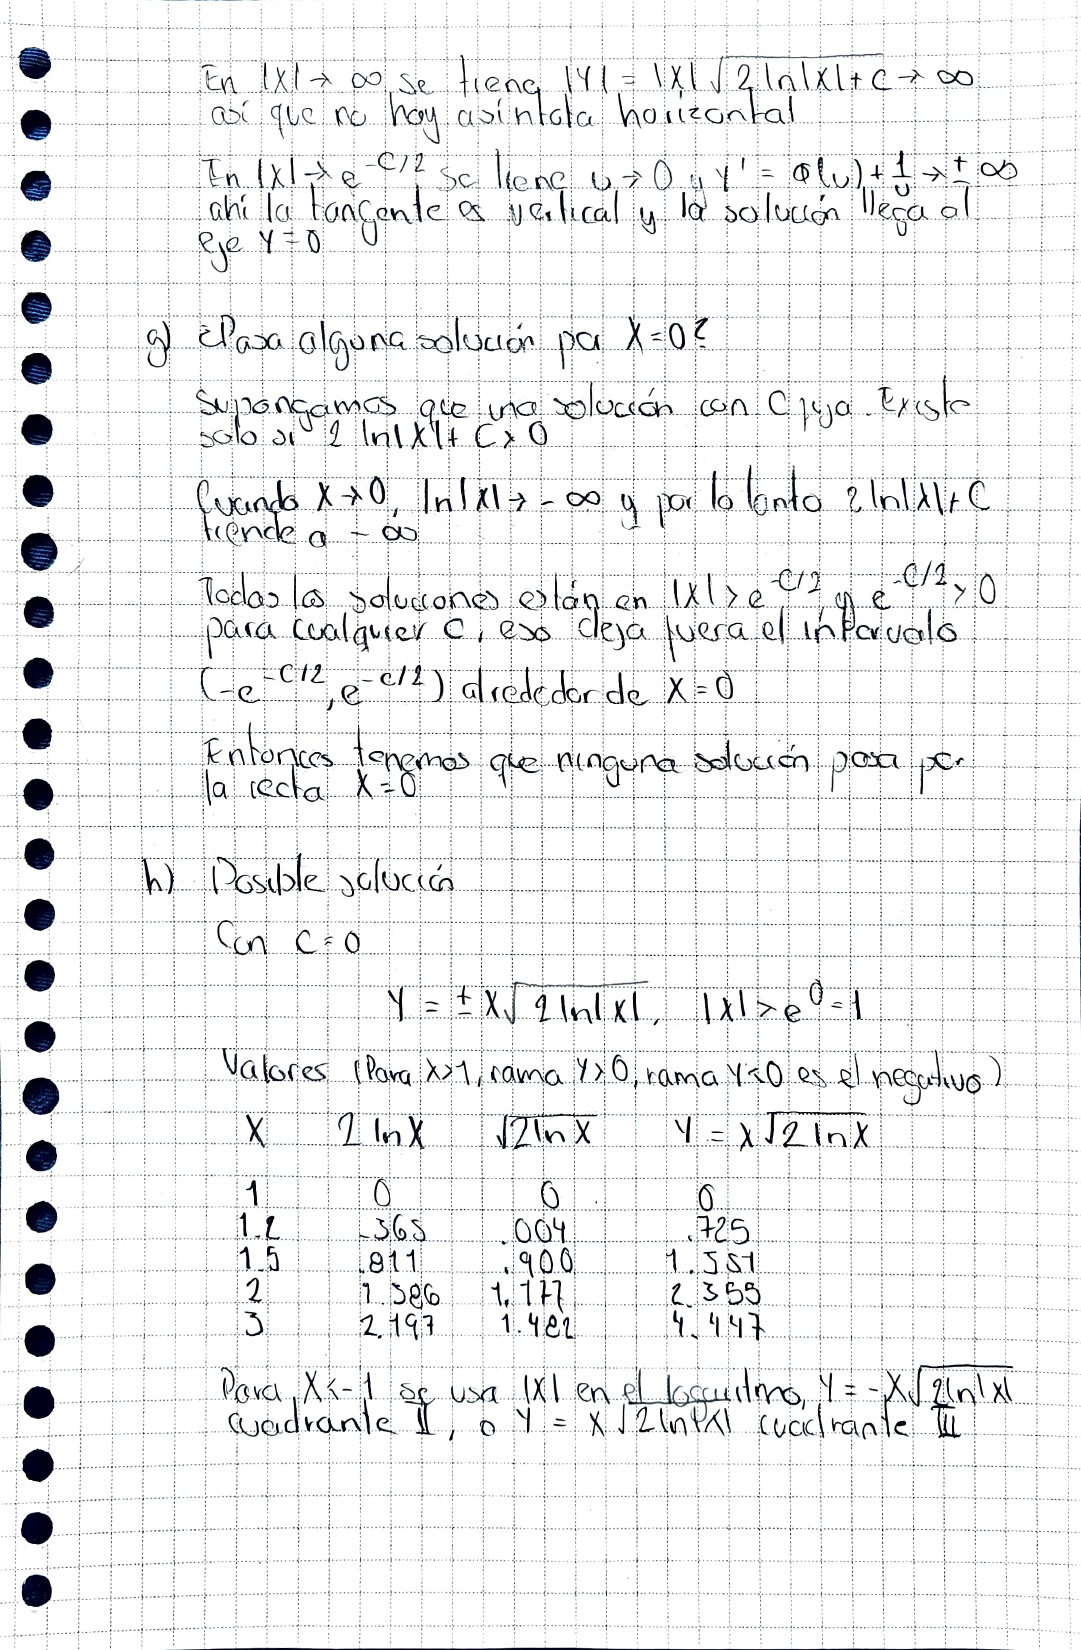 En |X| → ∞, se tiene |Y| = |X|√2 ln|X|+C → ∞
así que no hay asíntota horizontal
En |X| → e^-C/2 se tiene u → 0 y Y' = φ(u) + 1/u → ± ∞
ahí la tangente es vertical y la solución llega al
eje Y = 0
g) ¿Pasa alguna solución por X = 0?
Supongamos que una solución con C fija. Existe
solo si 2 ln|X| + C > 0
Cuando X → 0, ln|X| → -∞ y por lo tanto 2 ln|X| + C
tiende a -∞
Todas las soluciones están en |X| > e^-C/2 y e^-C/2 > 0
para cualquier C, eso deja fuera el intervalo
(-e^-C/2, e^-C/2) alrededor de X = 0
Entonces tenemos que ninguna solución pasa por
la recta X = 0
h) Posible solución
Con C = 0
Y = ± X√2 ln|X|, |X| > e^0 = 1
Valores (Para X>1, rama Y>0, rama Y<0 es el negativo)
X 2 ln X √2 ln X Y = X√2 ln X
1 0 0 0
1.2 .365 .604 .725
1.5 .811 .900 1.351
2 1.386 1.177 2.355
3 2.197 1.482 4.447
Para X<-1 se usa |X| en el logaritmo, Y = -X√2 ln|X|
cuadrante II, o Y = X√2 ln|X| cuadrante III